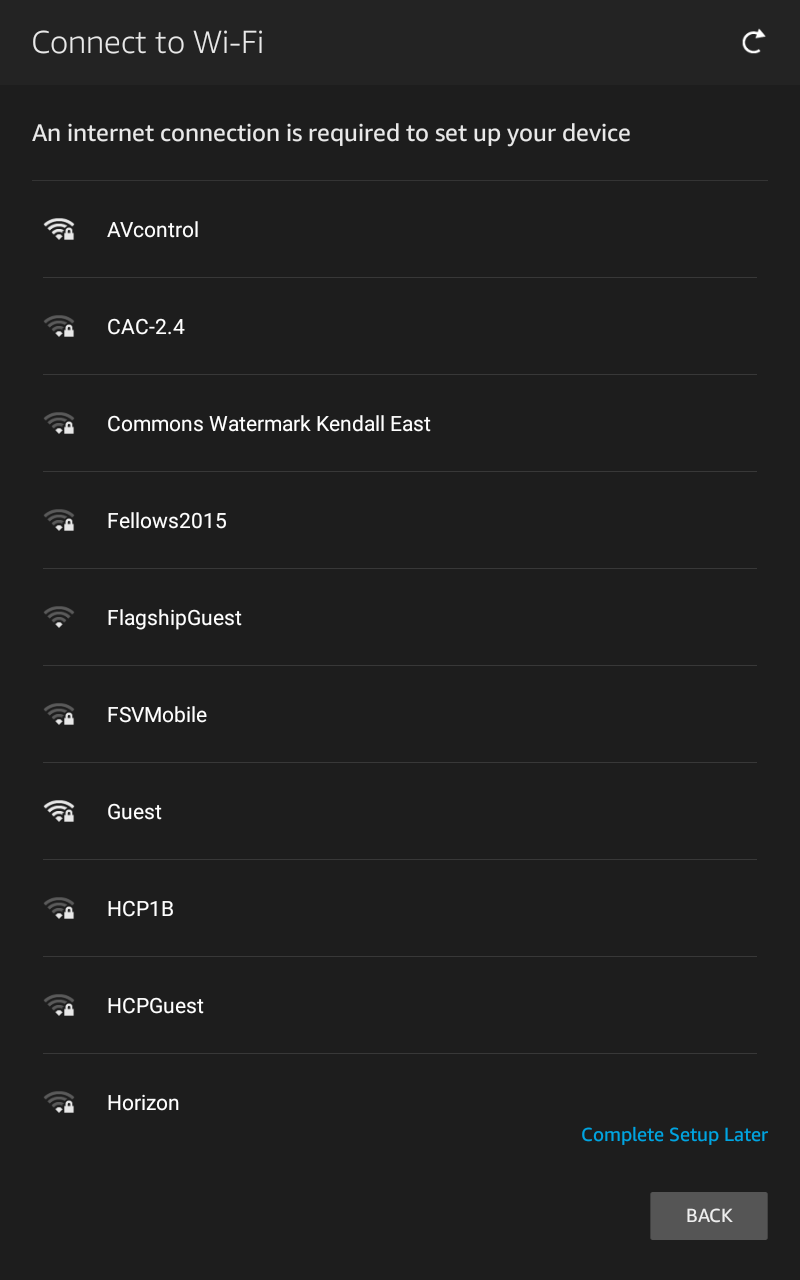 Connect to Wi-Fi
An internet connection is required to set up your device
AVcontrol
CAC-2.4
Commons Watermark Kendall East
Fellows2015
FlagshipGuest
FSVMobile
Guest
HCP1B
HCPGuest
Horizon
Complete Setup Later
BACK